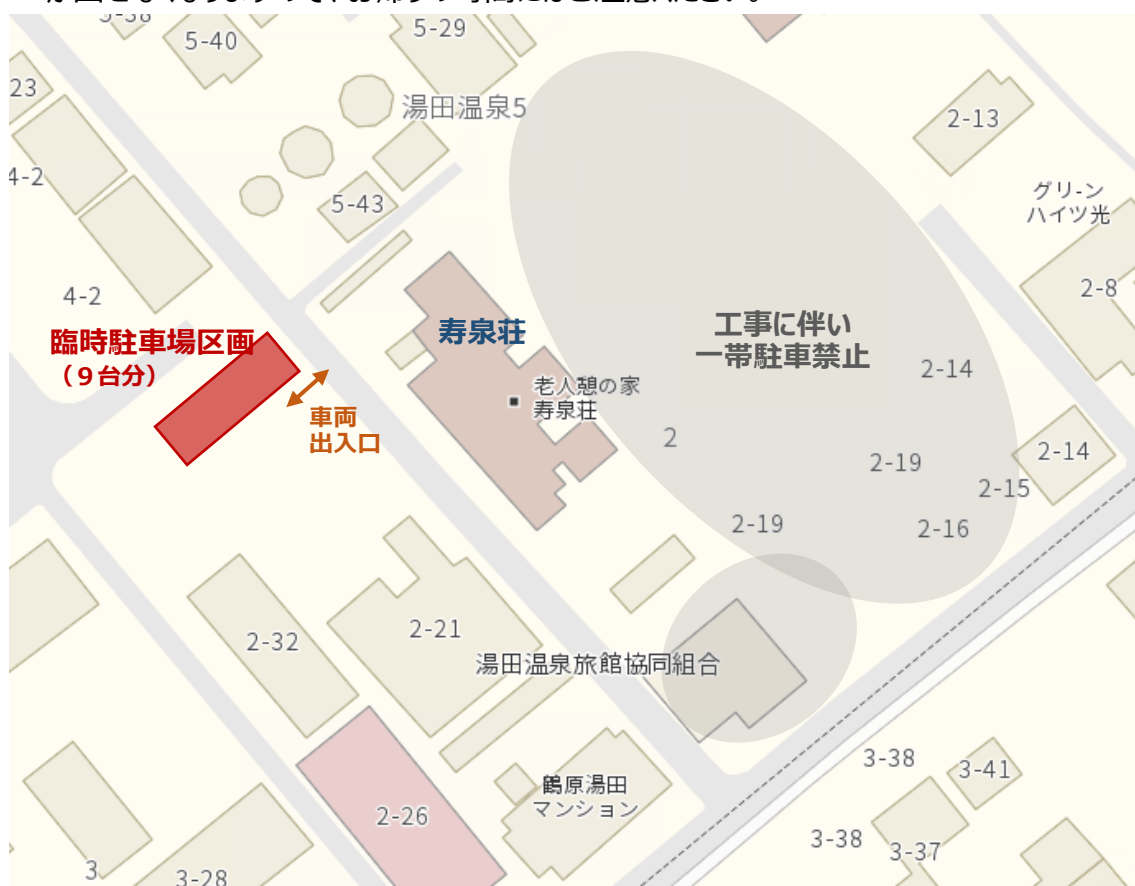 5-38
5-40
5-29
23
湯田温泉5
2-13
4-2
5-43
グリーン
ハイツ光
4-2
2-8
臨時駐車場区画
（９台分）
寿泉荘
工事に伴い
一帯駐車禁止
2-14
老人憩の家
寿泉荘
車両
出入口
2
2-14
2-19
2-15
2-19
2-16
2-32
2-21
湯田温泉旅館協同組合
3-38
3-41
鶴原湯田
マンション
2-26
3-38
3-37
3
3-28